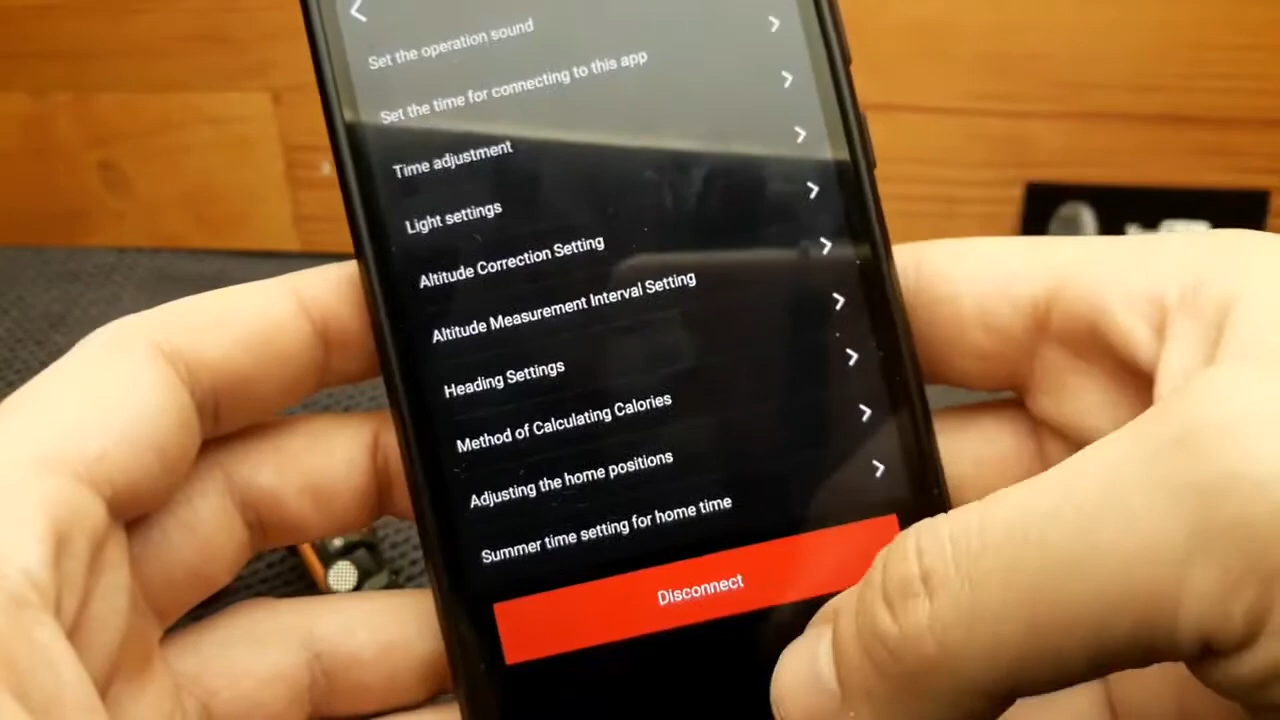 Set the operation sound
Set the time for connecting to this app
Time adjustment
Light settings
Altitude Correction Setting
Altitude Measurement Interval Setting
Heading Settings
Method of Calculating Calories
Adjusting the home positions
Summer time setting for home time
Disconnect